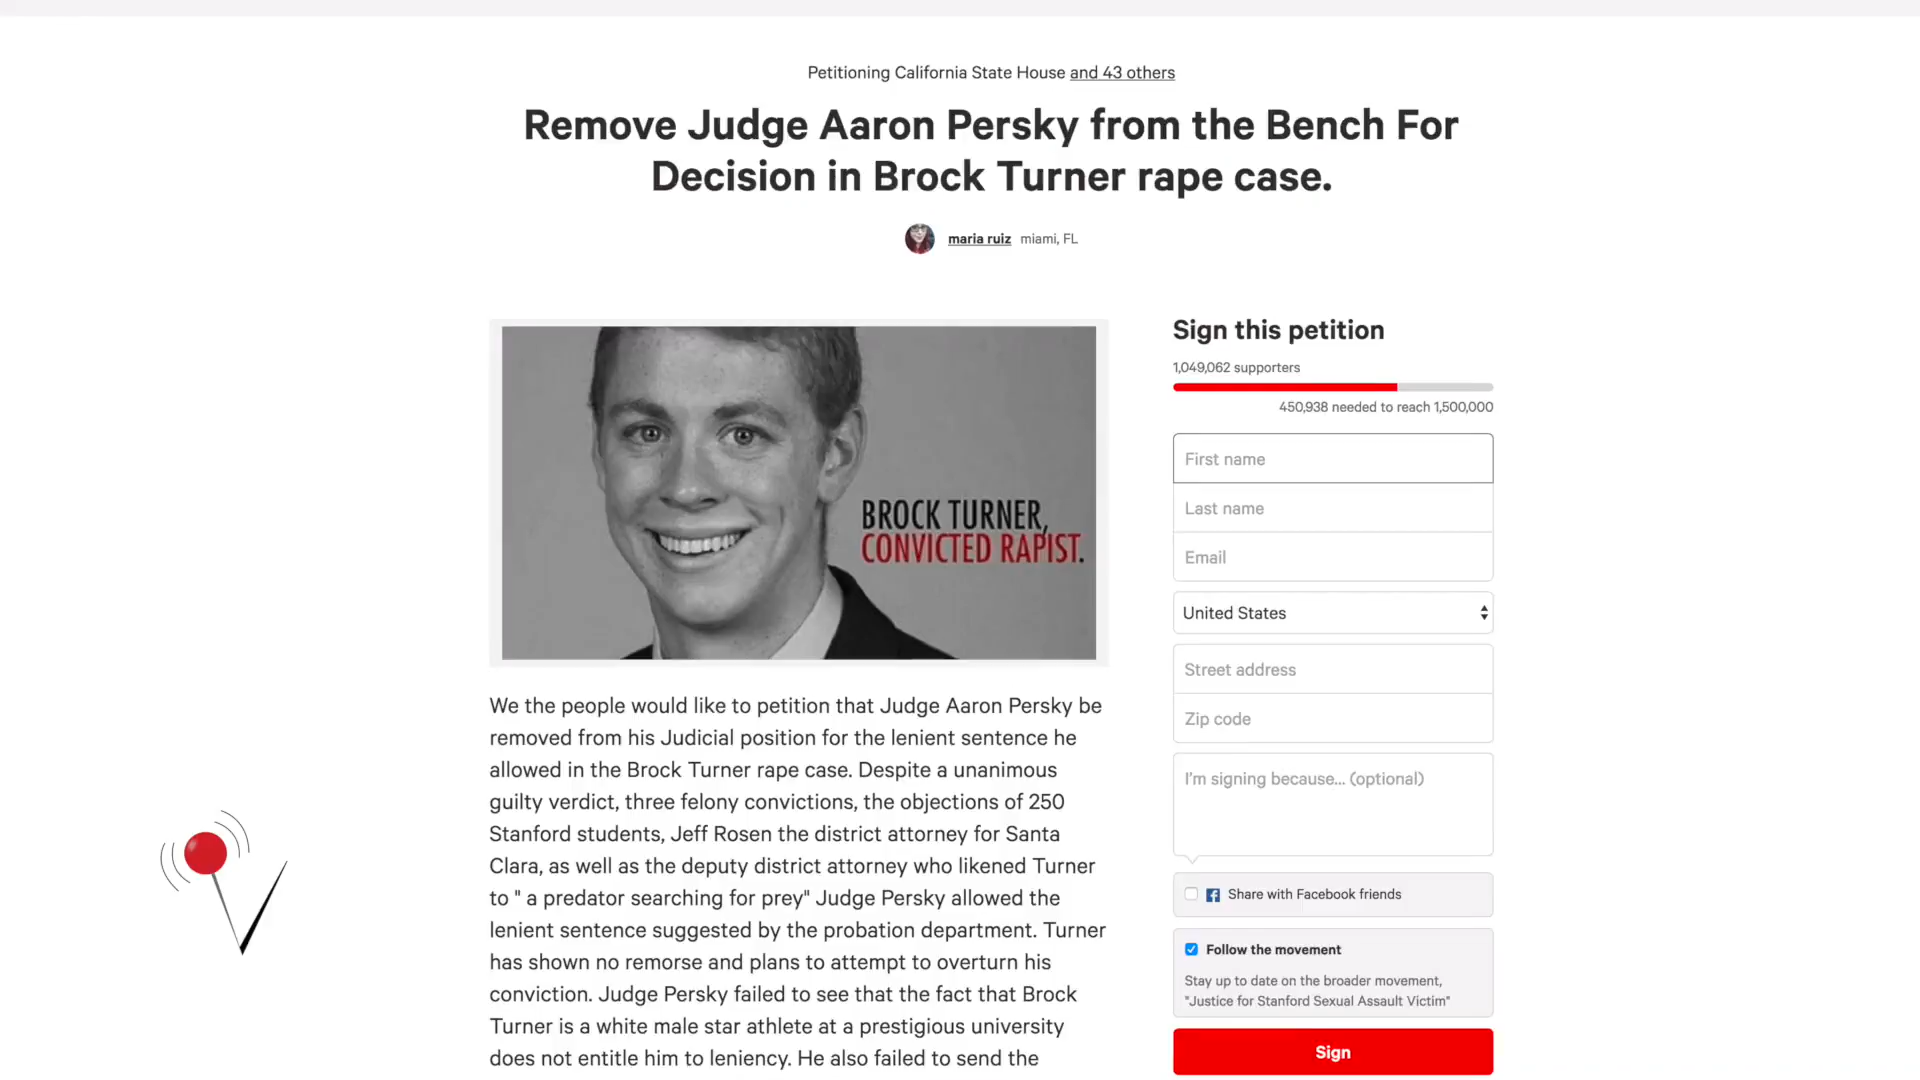 Petitioning California State House and 43 others
Remove Judge Aaron Persky from the Bench For
Decision in Brock Turner rape case.
maria ruiz miami, FL
BROCK TURNER,
CONVICTED RAPIST.
We the people would like to petition that Judge Aaron Persky be
removed from his Judicial position for the lenient sentence he
allowed in the Brock Turner rape case. Despite a unanimous
guilty verdict, three felony convictions, the objections of 250
Stanford students, Jeff Rosen the district attorney for Santa
Clara, as well as the deputy district attorney who likened Turner
to " a predator searching for prey" Judge Persky allowed the
lenient sentence suggested by the probation department. Turner
has shown no remorse and plans to attempt to overturn his
conviction. Judge Persky failed to see that the fact that Brock
Turner is a white male star athlete at a prestigious university
does not entitle him to leniency. He also failed to send the
Sign this petition
1,049,062 supporters
450,938 needed to reach 1,500,000
First name
Last name
Email
United States
Street address
Zip code
I'm signing because... (optional)
Share with Facebook friends
Follow the movement
Stay up to date on the broader movement,
"Justice for Stanford Sexual Assault Victim"
Sign